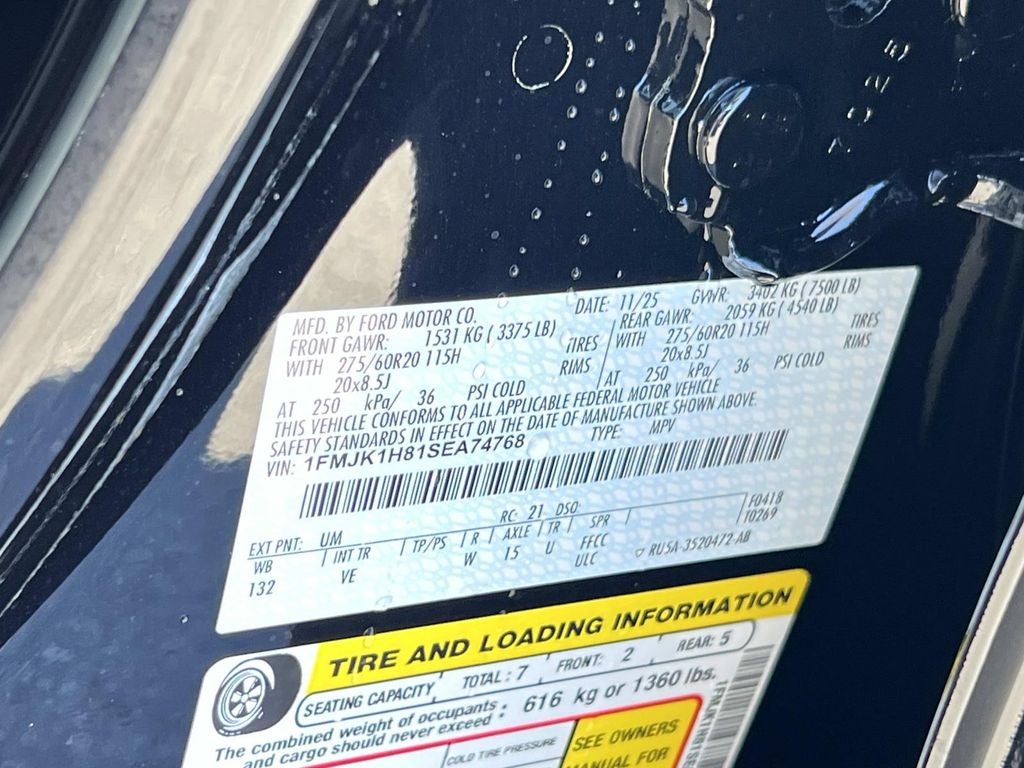 7025
MFD. BY FORD MOTOR CO.
DATE: 11/25 GVWR: 3402 KG ( 7500 LB)
FRONT GAWR: 1531 KG ( 3375 LB)
REAR GAWR: 2059 KG ( 4540 LB)
WITH 275/60R20 115H TIRES
WITH 275/60R20 115H TIRES
20x8.5J RIMS
20x8.5J RIMS
AT 250 kPa/ 36 PSI COLD
AT 250 kPa/ 36 PSI COLD
THIS VEHICLE CONFORMS TO ALL APPLICABLE FEDERAL MOTOR VEHICLE
SAFETY STANDARDS IN EFFECT ON THE DATE OF MANUFACTURE SHOWN ABOVE.
VIN: 1FMJK1H81SEA74768 TYPE: MPV
EXT PNT: UM RC: 21 DSO:
F0418
T0269
WB INT TR TP/PS R AXLE TR SPR
132 VE W 15 U FFCC
ULC
RU5A-3520472-AB
TIRE AND LOADING INFORMATION
SEATING CAPACITY TOTAL: 7 FRONT: 2 REAR: 5
The combined weight of occupants
and cargo should never exceed : 616 kg or 1360 lbs.
COLD TIRE PRESSURE
SEE OWNERS
MANUAL FOR